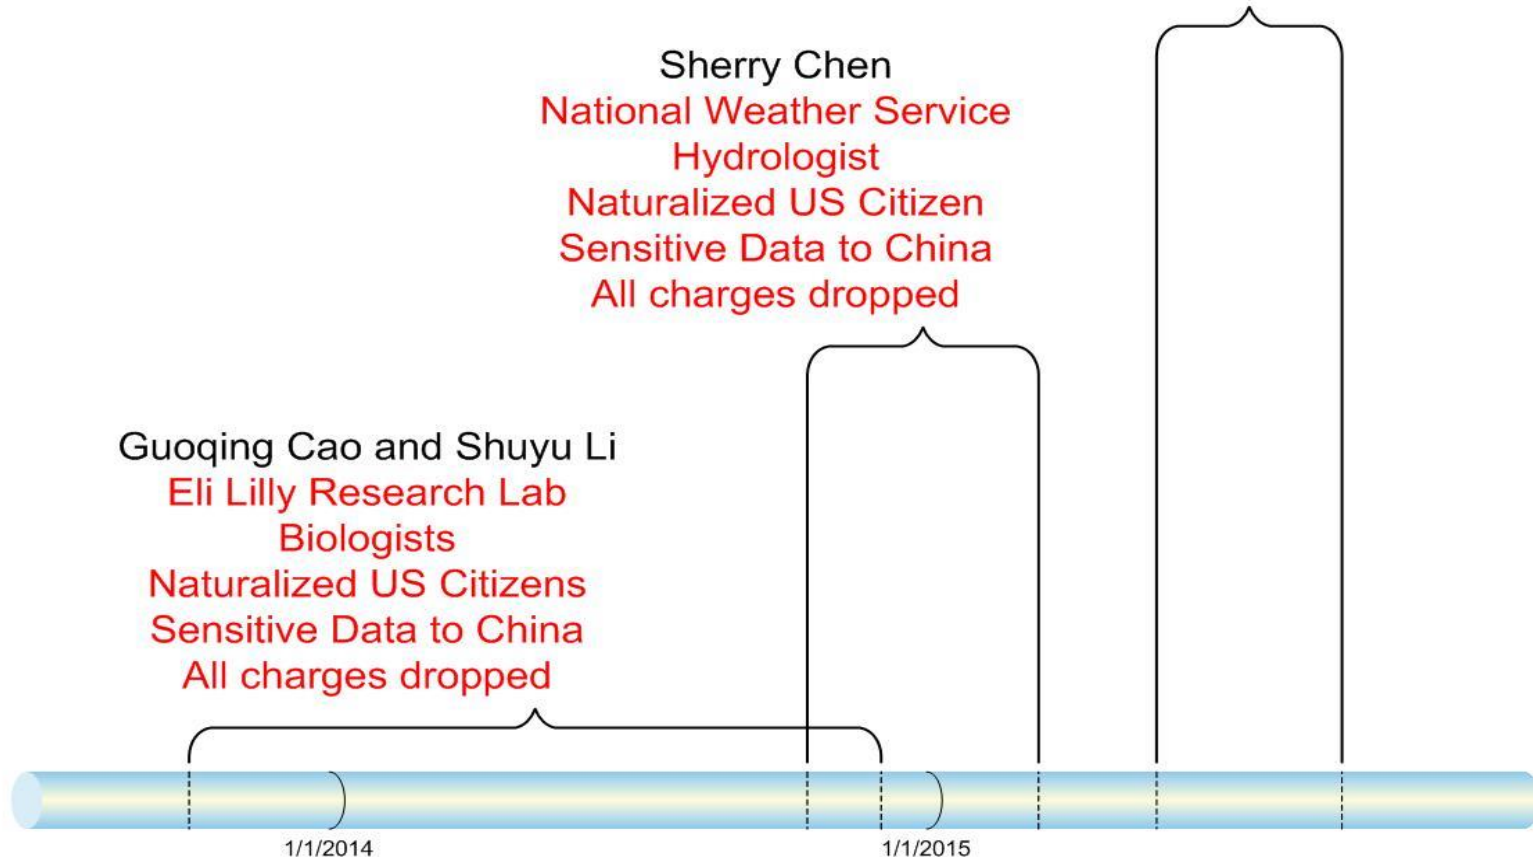 Sherry Chen
National Weather Service
Hydrologist
Naturalized US Citizen
Sensitive Data to China
All charges dropped
Guoqing Cao and Shuyu Li
Eli Lilly Research Lab
Biologists
Naturalized US Citizens
Sensitive Data to China
All charges dropped
1/1/2014
1/1/2015